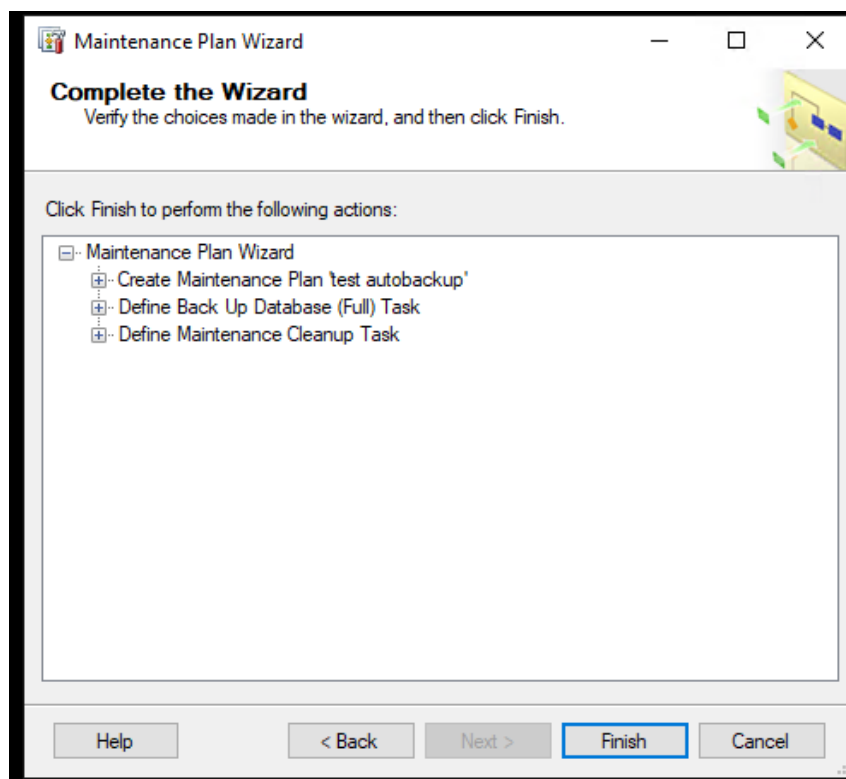 Maintenance Plan Wizard
Complete the Wizard
Verify the choices made in the wizard, and then click Finish.
Click Finish to perform the following actions:
Maintenance Plan Wizard
Create Maintenance Plan 'test autobackup'
Define Back Up Database (Full) Task
Define Maintenance Cleanup Task
Help < Back Next > Finish Cancel